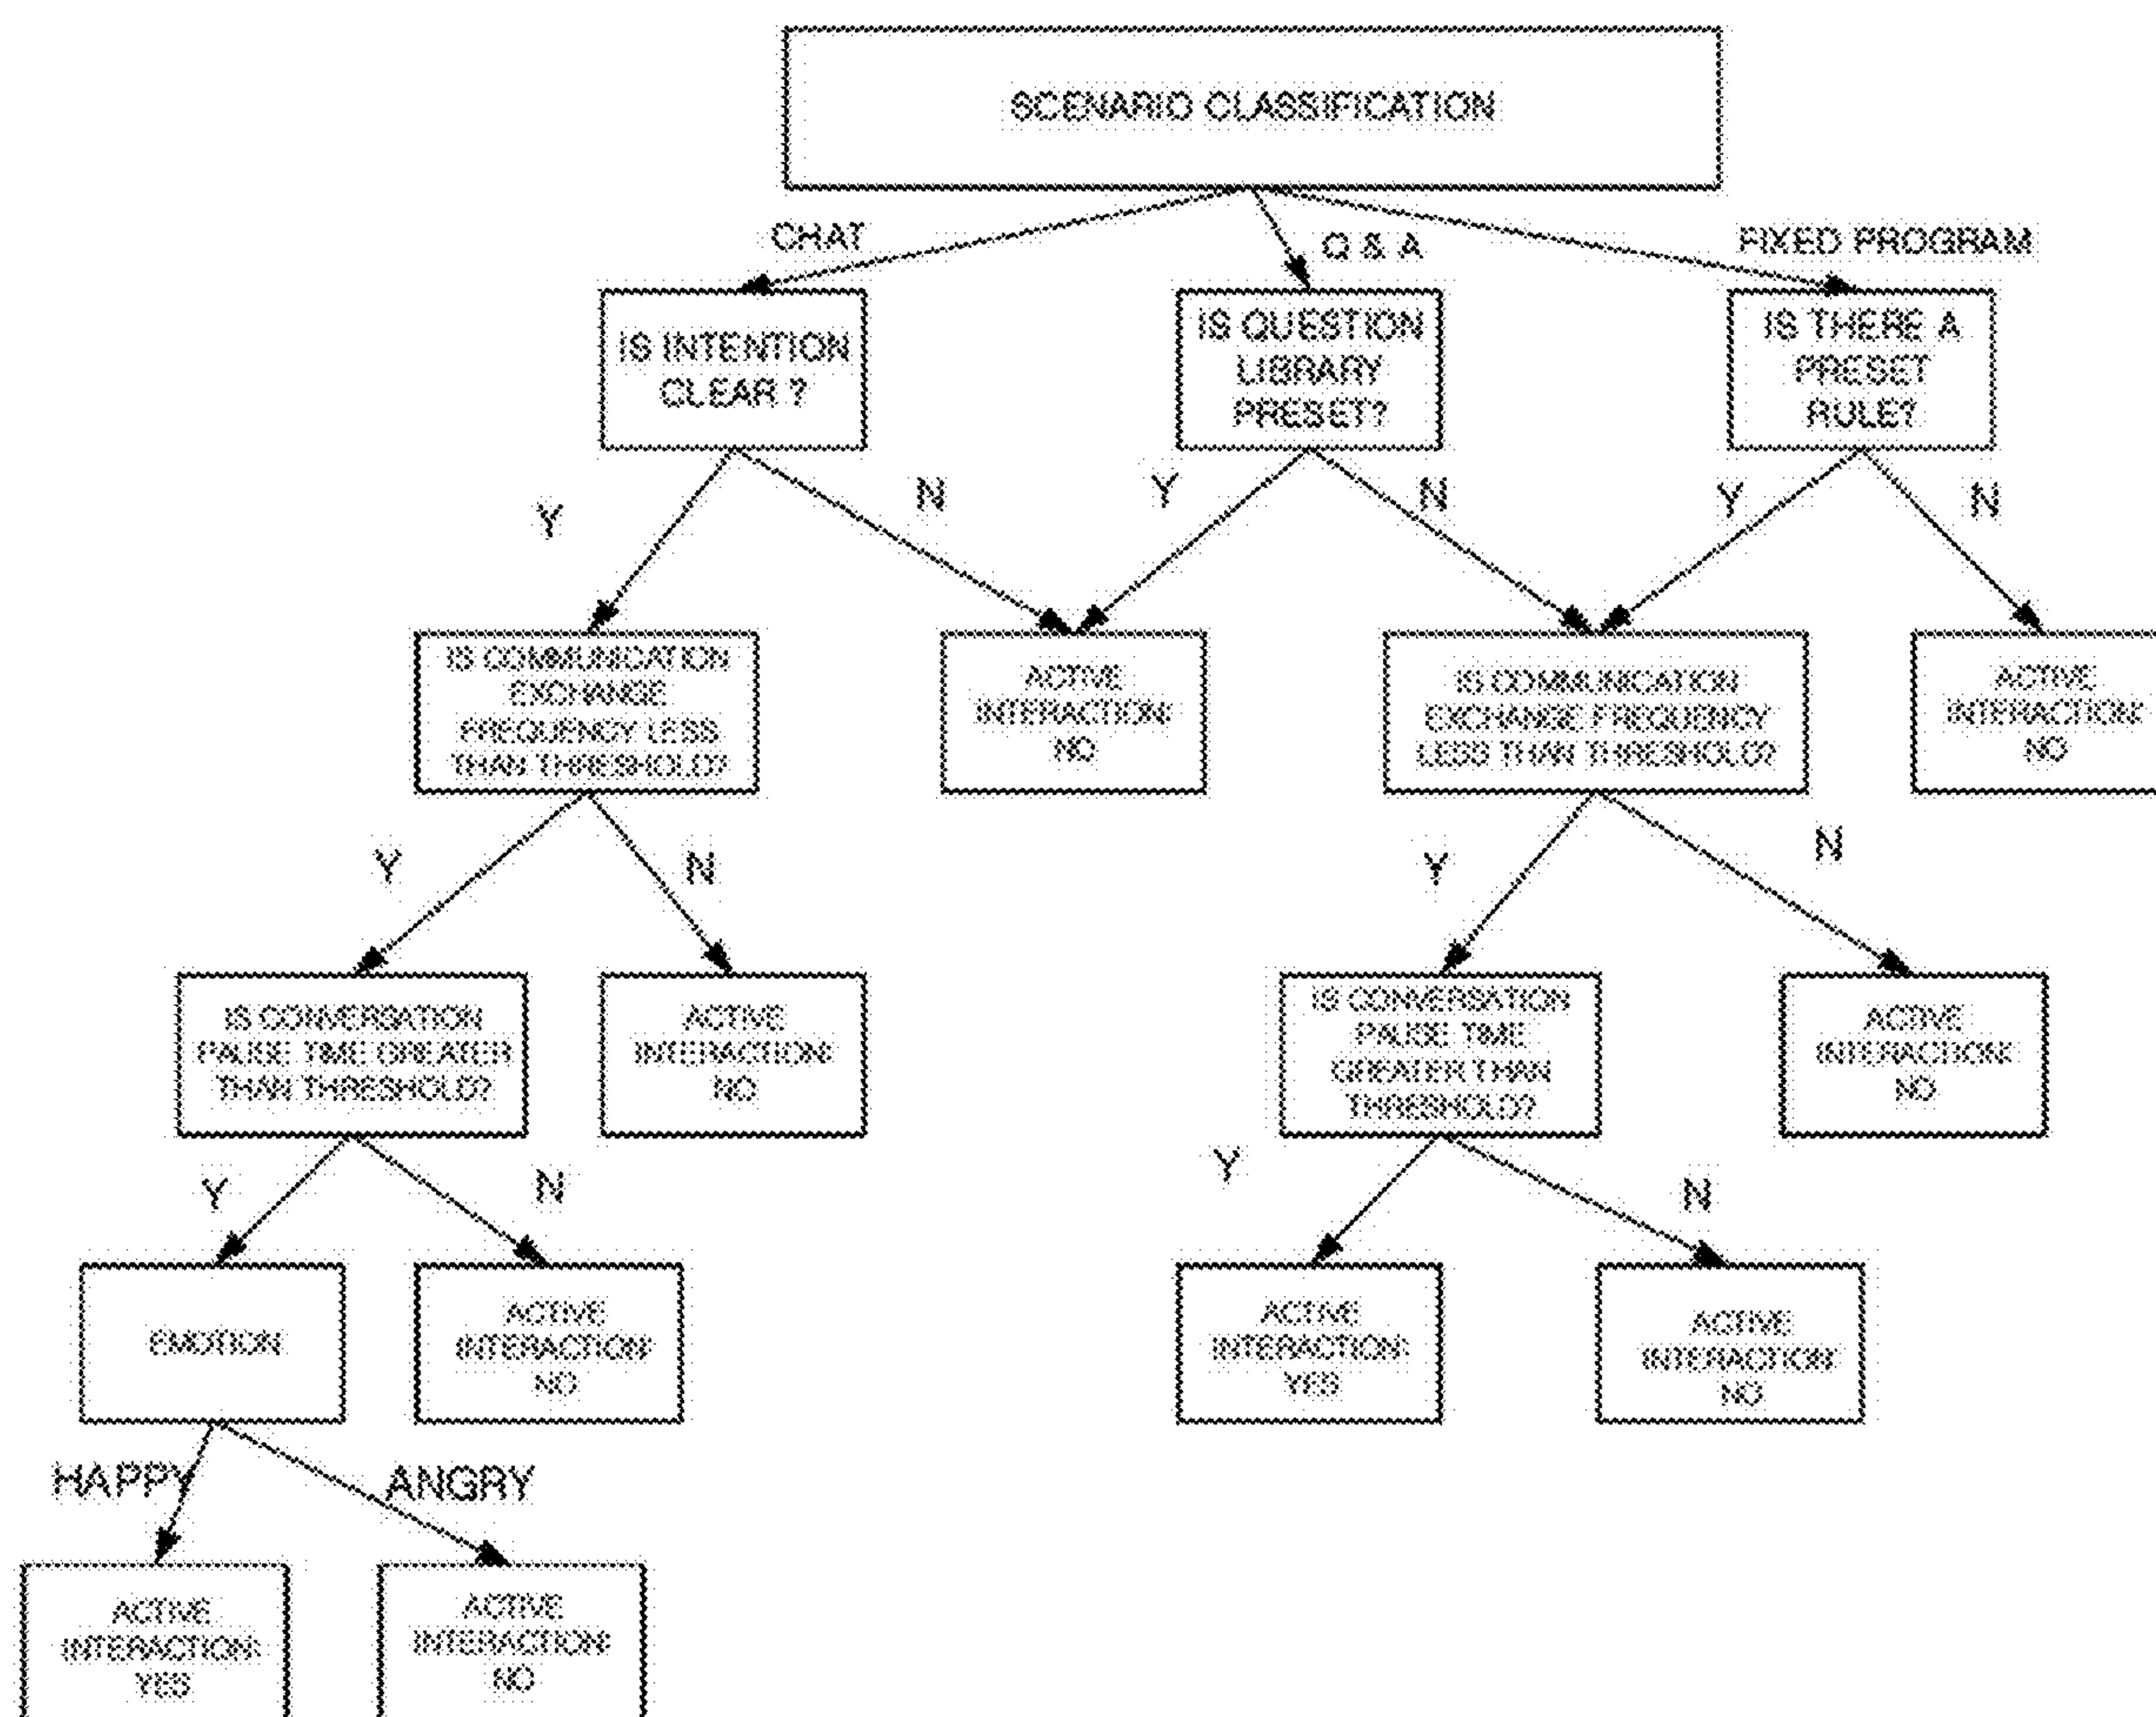 SCENARIO CLASSIFICATION
CHAT
Q & A
FIXED PROGRAM
IS INTENTION
CLEAR ?
IS QUESTION
LIBRARY
PRESET?
IS THERE A
PRESET
RULE?
Y
N
Y
N
Y
N
IS COMMUNICATION
EXCHANGE
FREQUENCY LESS
THAN THRESHOLD?
ACTIVE
INTERACTION:
NO
IS COMMUNICATION
EXCHANGE FREQUENCY
LESS THAN THRESHOLD?
ACTIVE
INTERACTION:
NO
Y
N
Y
N
IS CONVERSATION
PAUSE TIME GREATER
THAN THRESHOLD?
ACTIVE
INTERACTION:
NO
IS CONVERSATION
PAUSE TIME
GREATER THAN
THRESHOLD?
ACTIVE
INTERACTION:
NO
Y
N
Y
N
EMOTION
ACTIVE
INTERACTION:
NO
ACTIVE
INTERACTION:
YES
ACTIVE
INTERACTION:
NO
HAPPY
ANGRY
ACTIVE
INTERACTION:
YES
ACTIVE
INTERACTION:
NO